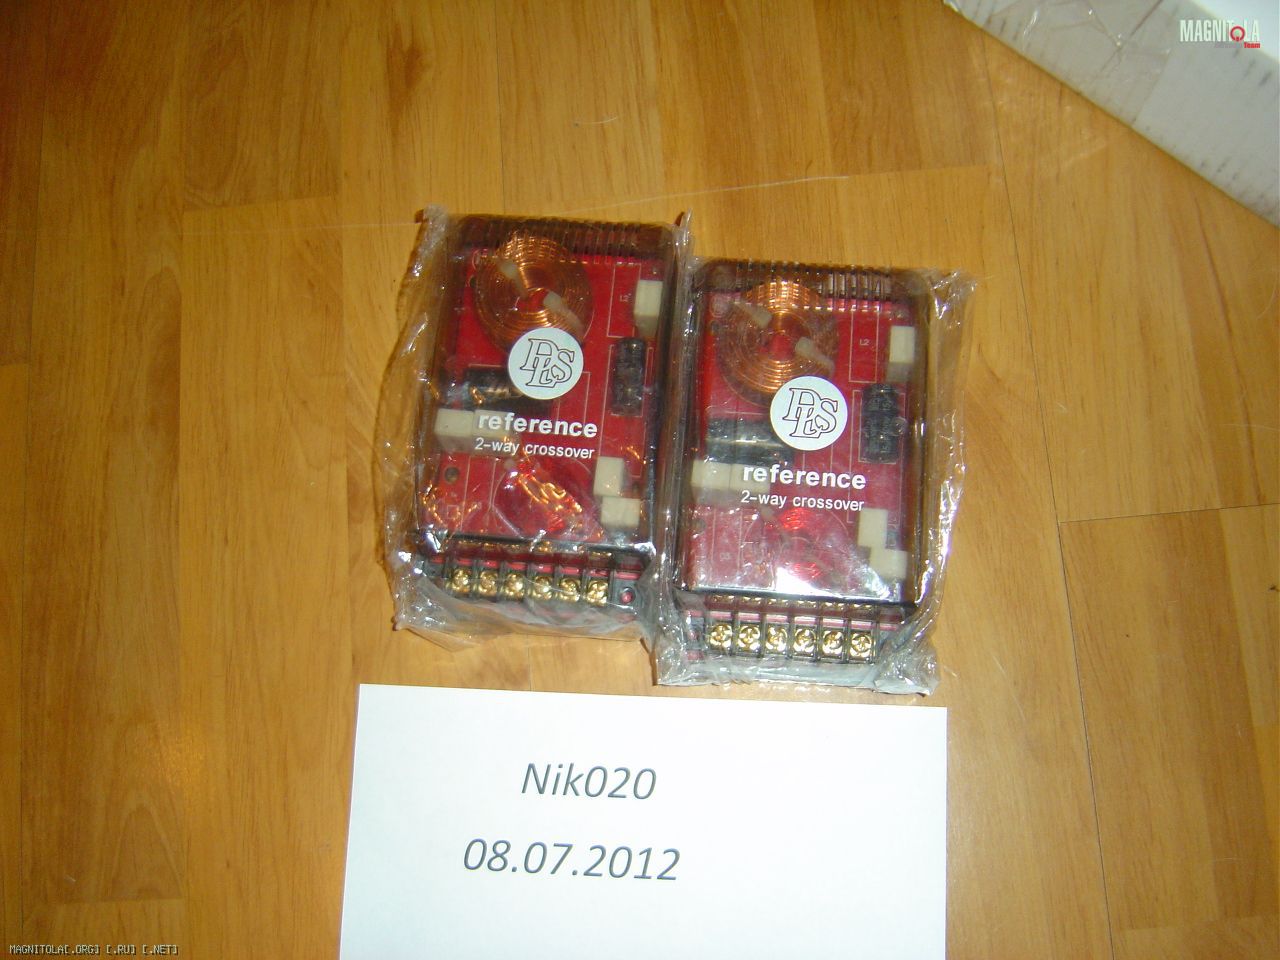 MAGNITOLA
Team
DLS
reference
2-way crossover
L2
DLS
reference
2-way crossover
L2
Nik020
08.07.2012
MAGNITOLA[.ORG] [.RU] [.NET]